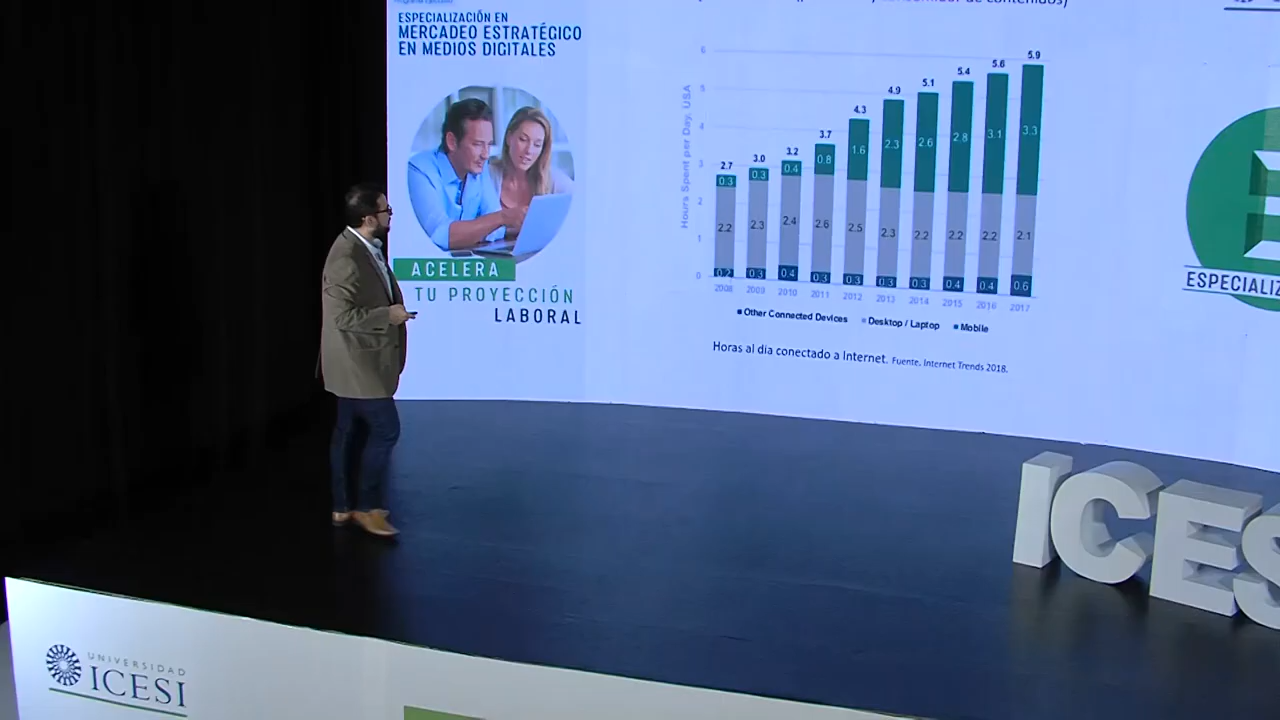 ESPECIALIZACIÓN EN
MERCADEO ESTRATÉGICO
EN MEDIOS DIGITALES
ACELERA
TU PROYECCIÓN
LABORAL
de contenidos)
Hours Spent per Day, USA
6
5
4
3
2
1
0
2.7 3.0 3.2 3.7 4.3 4.9 5.1 5.4 5.6 5.9
0.3 0.3 0.4 0.8 1.6 2.3 2.6 2.8 3.1 3.3
2.2 2.3 2.4 2.6 2.5 2.3 2.2 2.2 2.2 2.1
0.2 0.3 0.4 0.3 0.3 0.3 0.3 0.4 0.4 0.6
2008 2009 2010 2011 2012 2013 2014 2015 2016 2017
Other Connected Devices Desktop / Laptop Mobile
Horas al día conectado a Internet. Fuente. Internet Trends 2018.
E
ESPECIALIZ
ICES
UNIVERSIDAD
ICESI